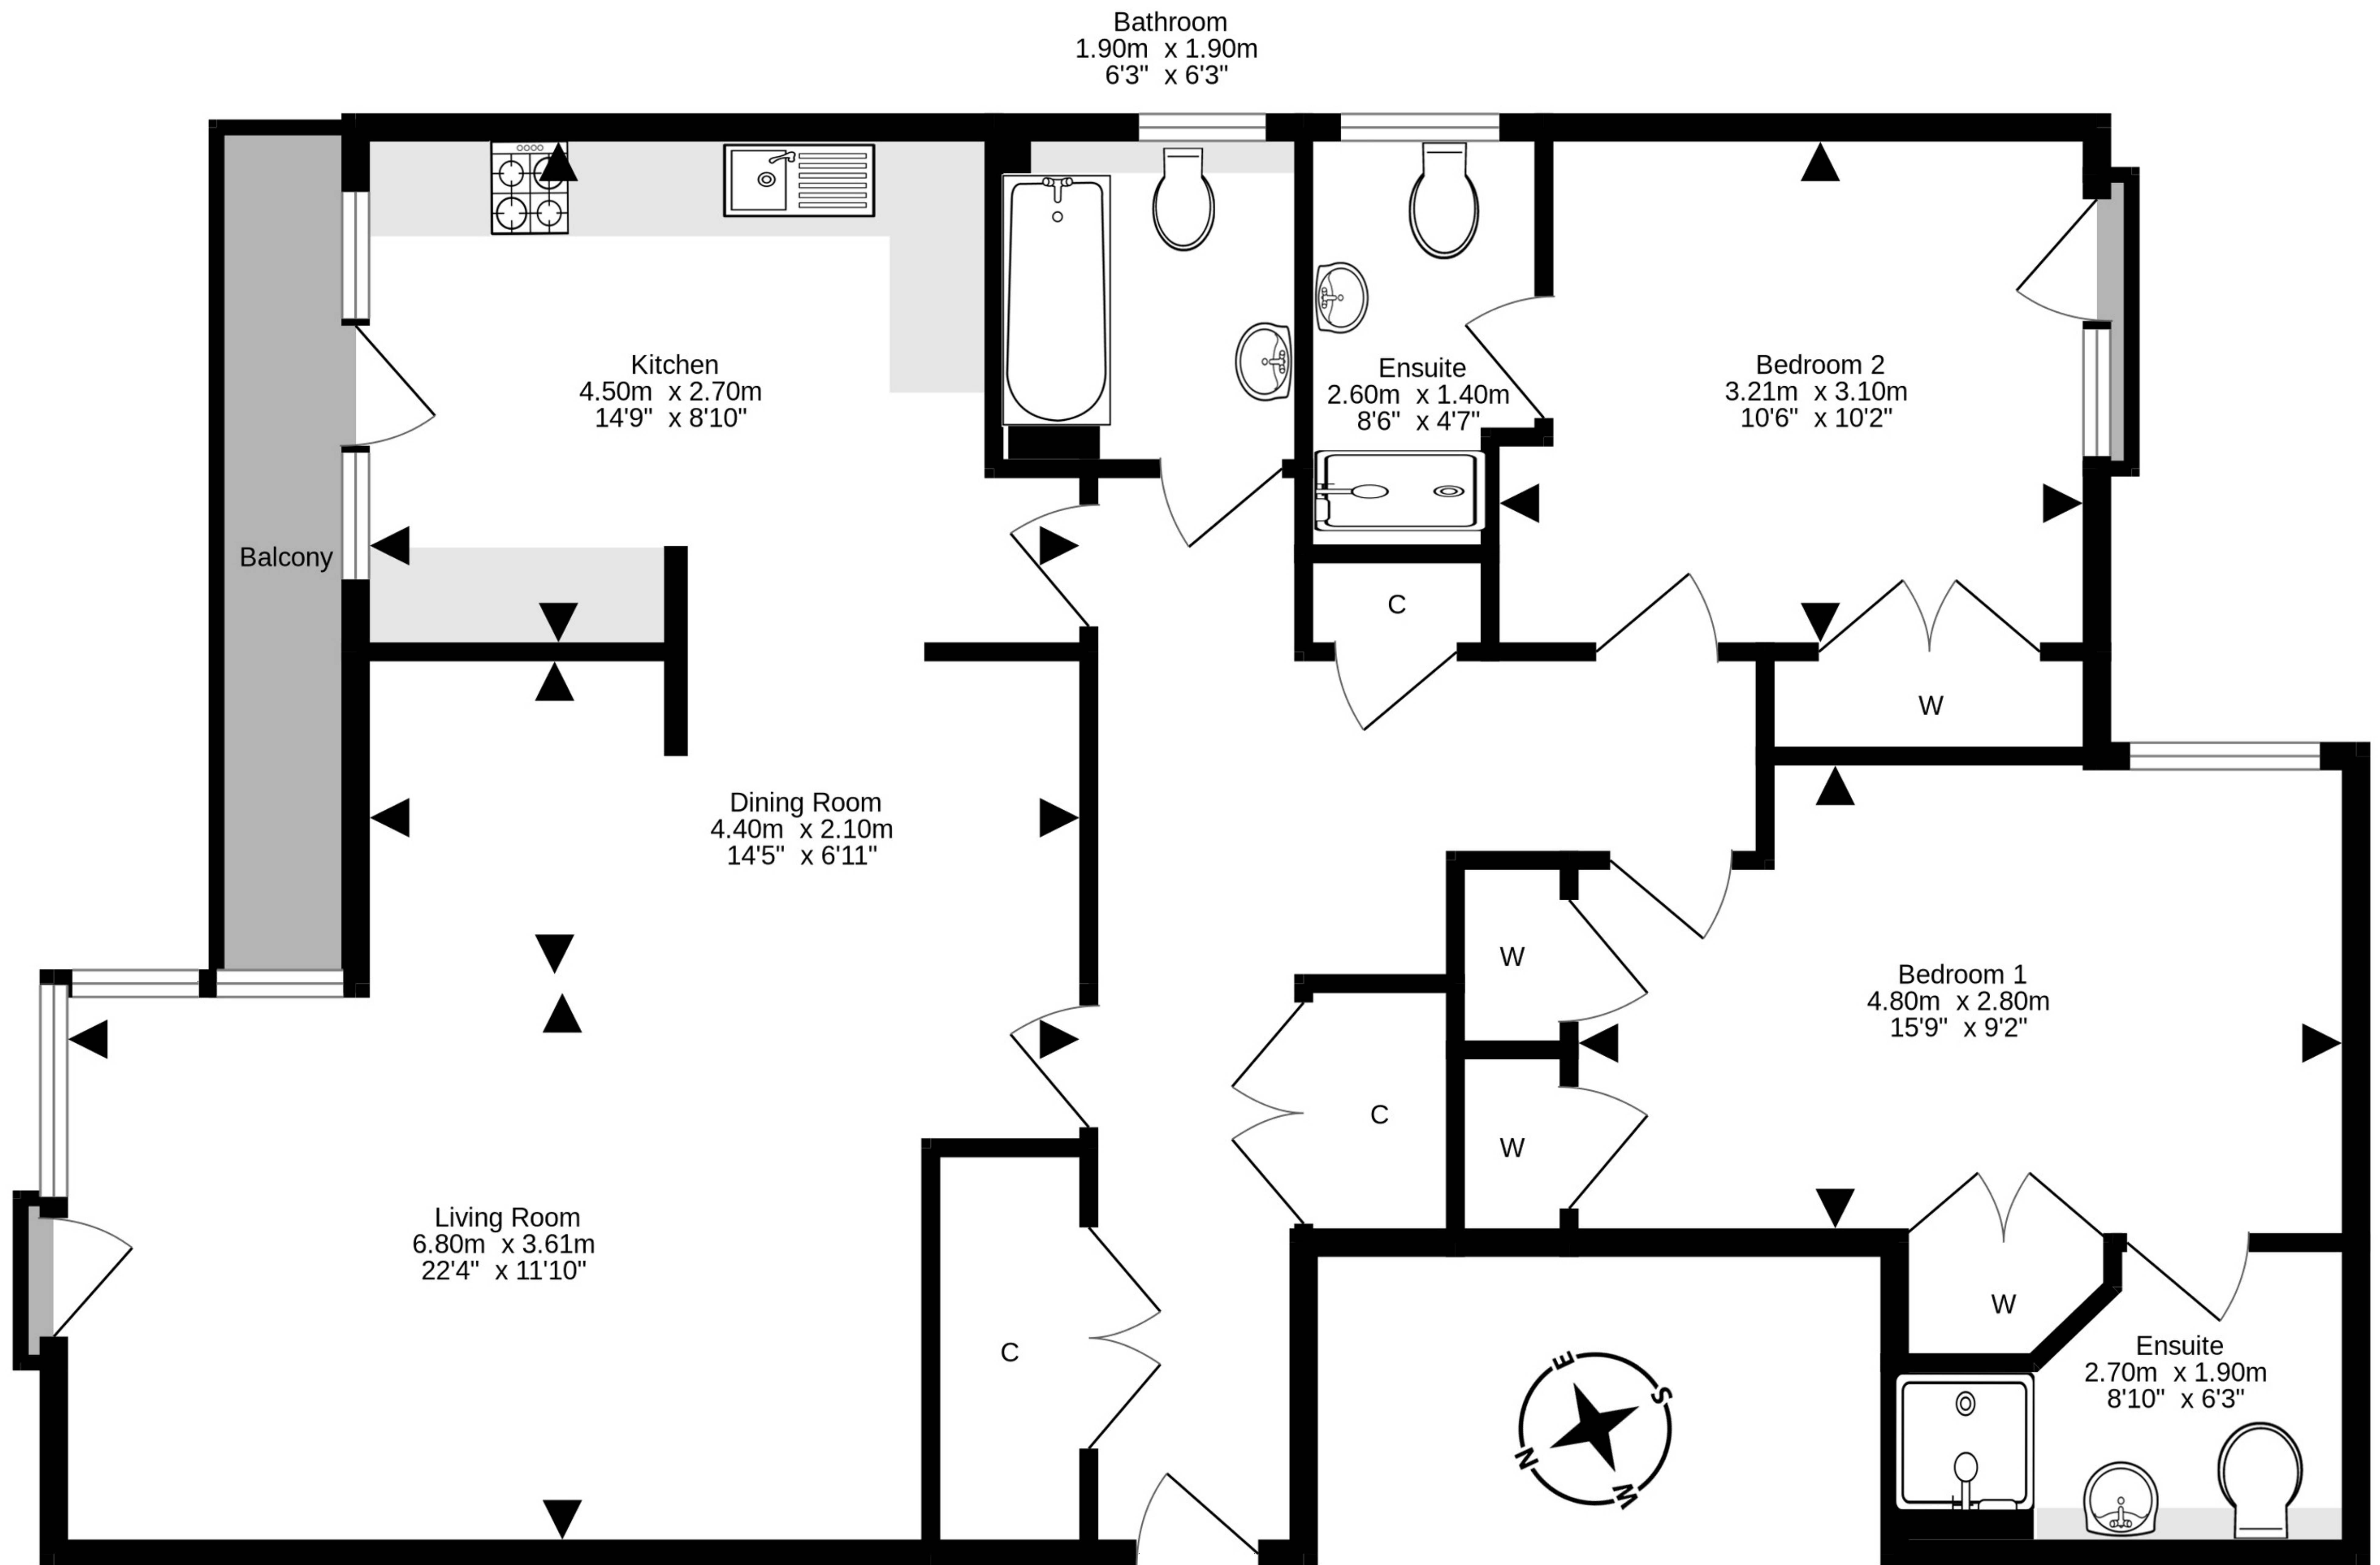 Bathroom
1.90m x 1.90m
6'3" x 6'3"
Kitchen
4.50m x 2.70m
14'9" x 8'10"
Ensuite
2.60m x 1.40m
8'6" x 4'7"
Bedroom 2
3.21m x 3.10m
10'6" x 10'2"
Balcony
C
W
Dining Room
4.40m x 2.10m
14'5" x 6'11"
W
Bedroom 1
4.80m x 2.80m
15'9" x 9'2"
C
W
Living Room
6.80m x 3.61m
22'4" x 11'10"
C
W
Ensuite
2.70m x 1.90m
8'10" x 6'3"
E
S
N
W